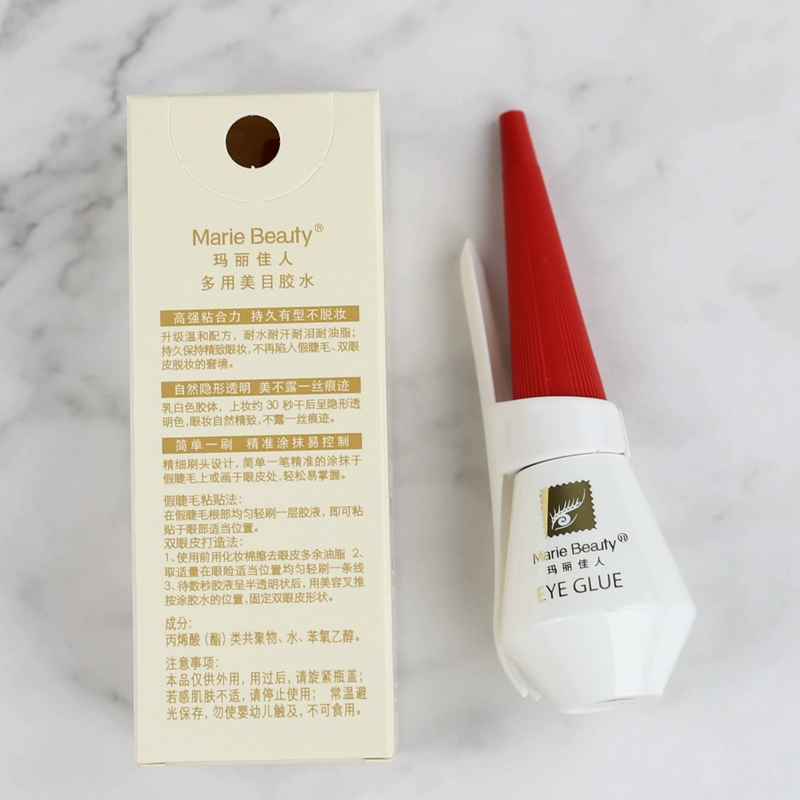 Marie Beauty®
玛丽佳人
多用美目胶水
高强粘合力 持久有型不脱妆
升级温和配方，耐水耐汗耐泪耐油脂；
持久保持精致眼妆，不再陷入假睫毛、双眼
皮脱妆的窘境。
自然隐形透明 美不露一丝痕迹
乳白色胶体，上妆约 30 秒干后呈隐形透
明色，眼妆自然精致，不露一丝痕迹。
简单一刷 精准涂抹易控制
精细刷头设计，简单一笔精准的涂抹于
假睫毛上或画于眼皮处，轻松易掌握。
假睫毛粘贴法：
在假睫毛根部均匀轻刷一层胶液，即可粘
贴于眼部适当位置。
双眼皮打造法：
1、使用前用化妆棉擦去眼皮多余油脂 2、
取适量在眼睑适当位置均匀轻刷一条线
3、待数秒胶液呈半透明状后，用美容叉推
按涂胶水的位置，固定双眼皮形状。
成分：
丙烯酸（酯）类共聚物、水、苯氧乙醇。
注意事项：
本品仅供外用，用过后，请旋紧瓶盖；
若感肌肤不适，请停止使用； 常温避
光保存，勿使婴幼儿触及，不可食用。
Marie Beauty®
玛丽佳人
EYE GLUE